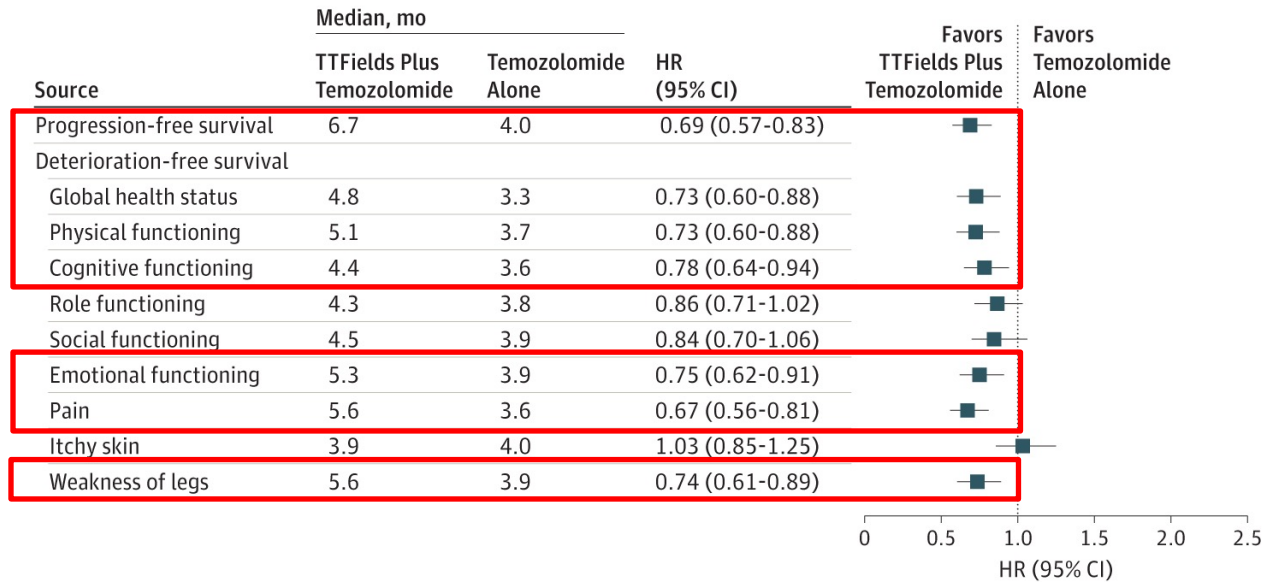 Median, mo
Favors Favors
TTFields Plus Temozolomide HR TTFields Plus Temozolomide
Source Temozolomide Alone (95% CI) Temozolomide Alone
Progression-free survival 6.7 4.0 0.69 (0.57-0.83)
Deterioration-free survival
Global health status 4.8 3.3 0.73 (0.60-0.88)
Physical functioning 5.1 3.7 0.73 (0.60-0.88)
Cognitive functioning 4.4 3.6 0.78 (0.64-0.94)
Role functioning 4.3 3.8 0.86 (0.71-1.02)
Social functioning 4.5 3.9 0.84 (0.70-1.06)
Emotional functioning 5.3 3.9 0.75 (0.62-0.91)
Pain 5.6 3.6 0.67 (0.56-0.81)
Itchy skin 3.9 4.0 1.03 (0.85-1.25)
Weakness of legs 5.6 3.9 0.74 (0.61-0.89)
0 0.5 1.0 1.5 2.0 2.5
HR (95% CI)